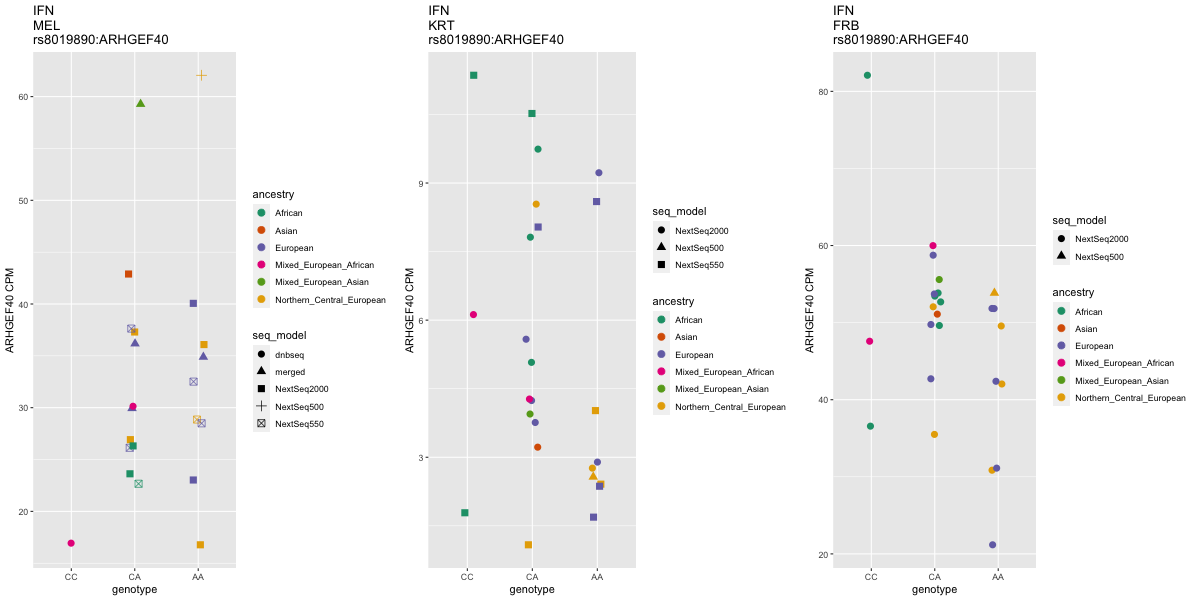 IFN
MEL
rs8019890:ARHGEF40
ARHGEF40 CPM
60
50
40
30
20
CC
CA
AA
genotype
ancestry
African
Asian
European
Mixed_European_African
Mixed_European_Asian
Northern_Central_European
seq_model
dnbseq
merged
NextSeq2000
NextSeq500
NextSeq550
IFN
KRT
rs8019890:ARHGEF40
ARHGEF40 CPM
9
6
3
CC
CA
AA
genotype
seq_model
NextSeq2000
NextSeq500
NextSeq550
ancestry
African
Asian
European
Mixed_European_African
Mixed_European_Asian
Northern_Central_European
IFN
FRB
rs8019890:ARHGEF40
ARHGEF40 CPM
80
60
40
20
CC
CA
AA
genotype
seq_model
NextSeq2000
NextSeq500
ancestry
African
Asian
European
Mixed_European_African
Mixed_European_Asian
Northern_Central_European